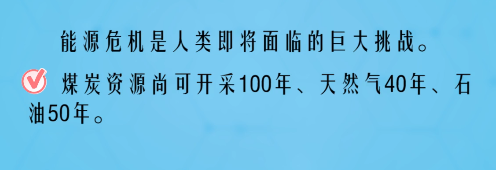 能源危机是人类即将面临的巨大挑战。
煤炭资源尚可开采100年、天然气40年、石
油50年。